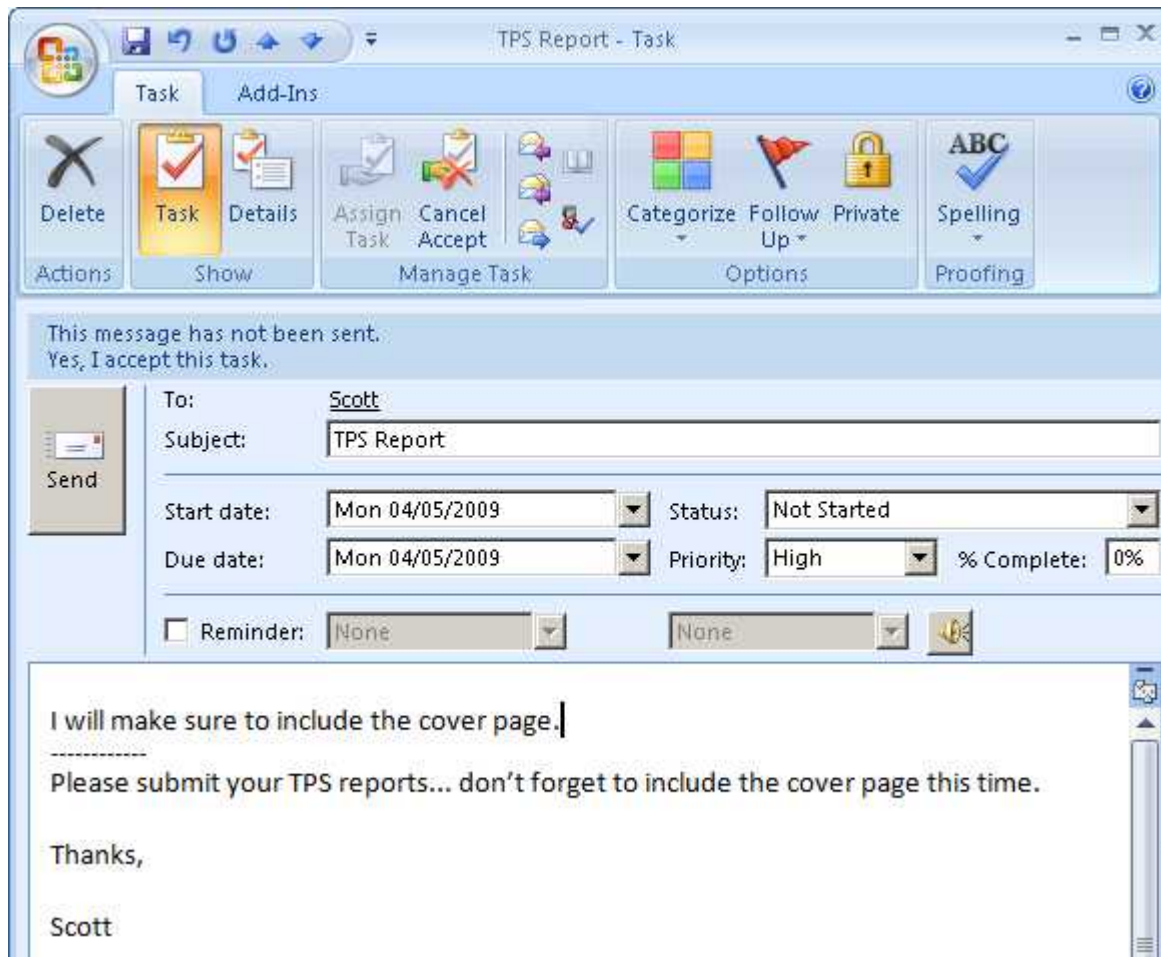 TPS Report - Task
Task Add-Ins
Delete Task Details Assign Task Cancel Accept Categorize Follow Up Private ABC Spelling
Actions Show Manage Task Options Proofing
This message has not been sent.
Yes, I accept this task.
Send
To: Scott
Subject: TPS Report
Start date: Mon 04/05/2009 Status: Not Started
Due date: Mon 04/05/2009 Priority: High % Complete: 0%
Reminder: None None
I will make sure to include the cover page.
------------
Please submit your TPS reports... don't forget to include the cover page this time.
Thanks,
Scott